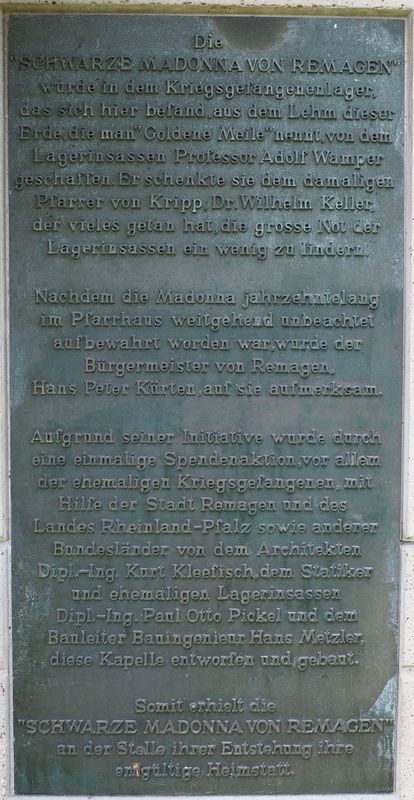 Die
"SCHWARZE MADONNA VON REMAGEN"
wurde in dem Kriegsgefangenenlager,
das sich hier befand, aus dem Lehm dieser
Erde, die man "Goldene Meile" nennt, von dem
Lagerinsassen Professor Adolf Wamper
geschaffen. Er schenkte sie dem damaligen
Pfarrer von Kripp, Dr. Wilhelm Keller,
der vieles getan hat, die grosse Not der
Lagerinsassen ein wenig zu lindern.
Nachdem die Madonna jahrzehntelang
im Pfarrhaus weitgehend unbeachtet
aufbewahrt worden war, wurde der
Bürgermeister von Remagen,
Hans Peter Kürten, auf sie aufmerksam.
Aufgrund seiner Initiative wurde durch
eine einmalige Spendenaktion, vor allem
der ehemaligen Kriegsgefangenen, mit
Hilfe der Stadt Remagen und des
Landes Rheinland-Pfalz sowie anderer
Bundesländer von dem Architekten
Dipl.-Ing. Kurt Kleefisch, dem Statiker
und ehemaligen Lagerinsassen
Dipl.-Ing. Paul Otto Pickel und dem
Bauleiter Bauingenieur Hans Metzler,
diese Kapelle entworfen und gebaut.
Somit erhielt die
"SCHWARZE MADONNA VON REMAGEN"
an der Stelle ihrer Entstehung ihre
entgültige Heimstatt.